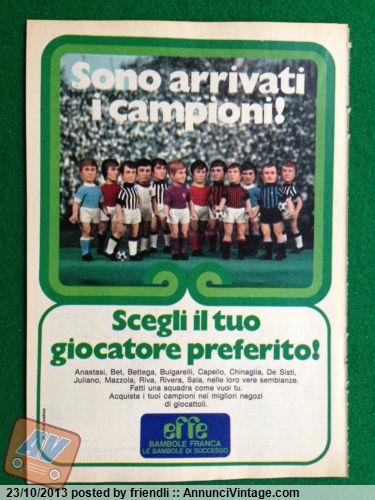 Sono arrivati
i campioni!
Scegli il tuo
giocatore preferito!
Anastasi, Bet, Bettega, Bulgarelli, Capello, Chinaglia, De Sisti,
Juliano, Mazzola, Riva, Rivera, Sala, nelle loro vere sembianze.
Fatti una squadra come vuoi tu.
Acquista i tuoi campioni nei migliori negozi
di giocattoli.
effe
BAMBOLE FRANCA
LE BAMBOLE DI SUCCESSO
AV
23/10/2013 posted by friendli :: AnnunciVintage.com